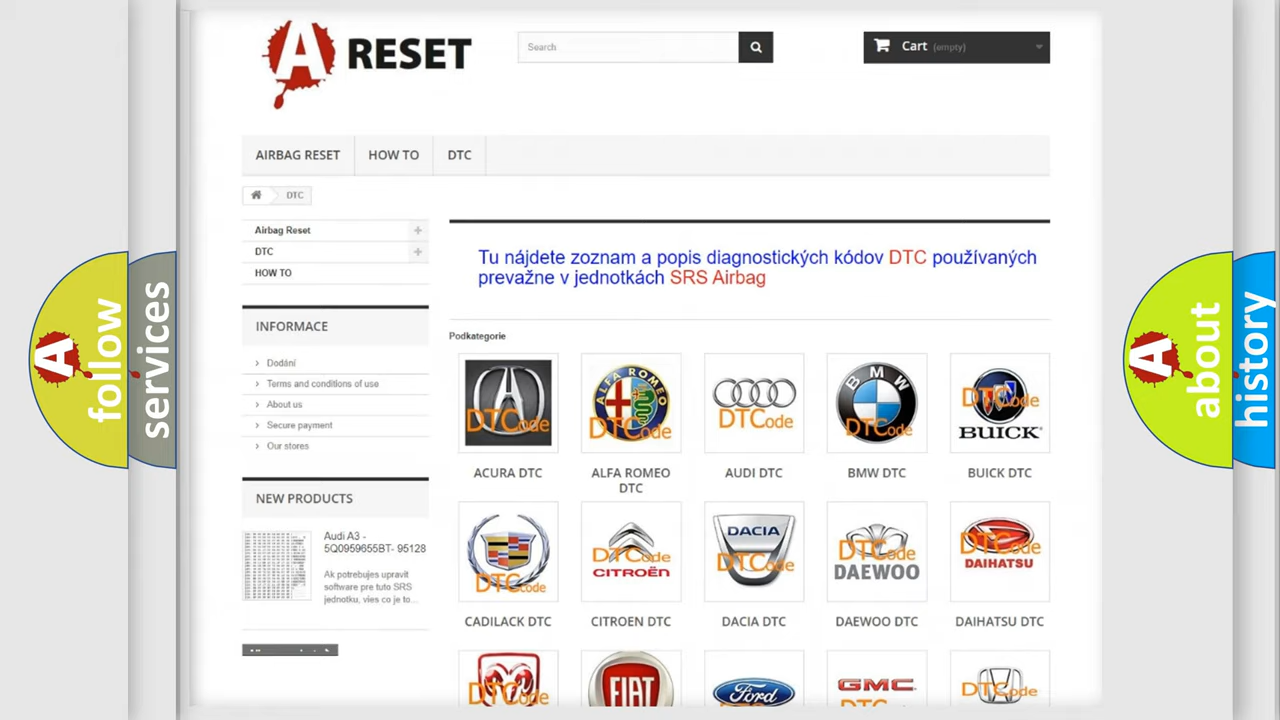 A RESET
Search
Cart (empty)
AIRBAG RESET
HOW TO
DTC
DTC
Airbag Reset
DTC
HOW TO
Tu nájdete zoznam a popis diagnostických kódov DTC používaných
prevažne v jednotkách SRS Airbag
INFORMACE
Dodání
Terms and conditions of use
About us
Secure payment
Our stores
Podkategorie
DTCode
ALFA ROMEO
DTCode
DTCode
BMW
DTCode
DTCode
BUICK
ACURA DTC
ALFA ROMEO
DTC
AUDI DTC
BMW DTC
BUICK DTC
NEW PRODUCTS
Audi A3 -
5Q0959655BT- 95128
Ak potrebujes upravit
software pre tuto SRS
jednotku, vies co je to...
DTCode
DTCode
CITROËN
DACIA
DTCode
DTCode
DAEWOO
DTCode
DAIHATSU
CADILACK DTC
CITROEN DTC
DACIA DTC
DAEWOO DTC
DAIHATSU DTC
DTCode
FIAT
Ford
GMC
DTCode
A
follow
services
A
about
history